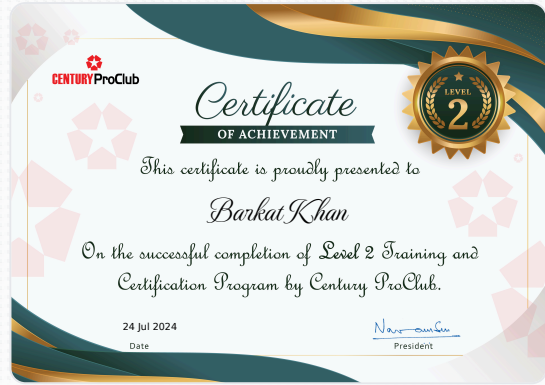 CENTURY ProClub
Certificate
OF ACHIEVEMENT
LEVEL
2
This certificate is proudly presented to
Barkat Khan
On the successful completion of Level 2 Training and
Certification Program by Century ProClub.
24 Jul 2024
Date
President